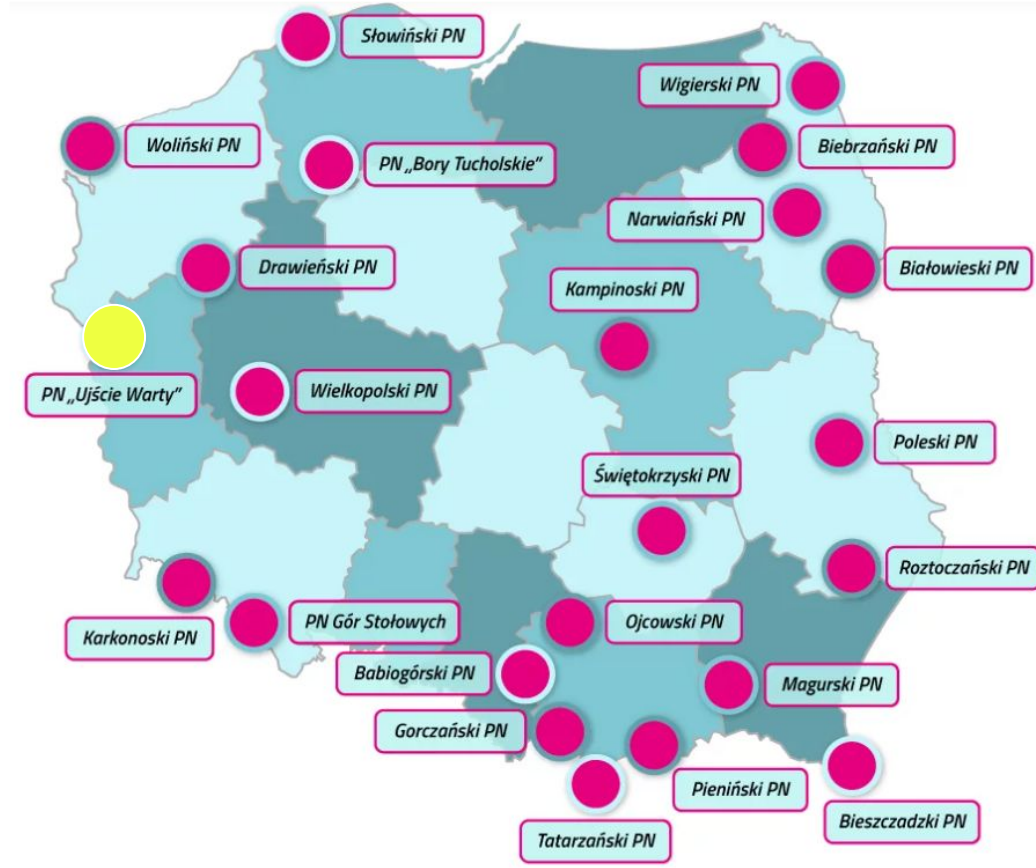 Słowiński PN
Wigierski PN
Woliński PN
PN „Bory Tucholskie”
Biebrzański PN
Narwiański PN
Drawieński PN
Białowieski PN
Kampinoski PN
PN „Ujście Warty”
Wielkopolski PN
Poleski PN
Świętokrzyski PN
Roztoczański PN
Karkonoski PN
PN Gór Stołowych
Ojcowski PN
Babiogórski PN
Magurski PN
Gorczański PN
Pieniński PN
Bieszczadzki PN
Tatarzański PN